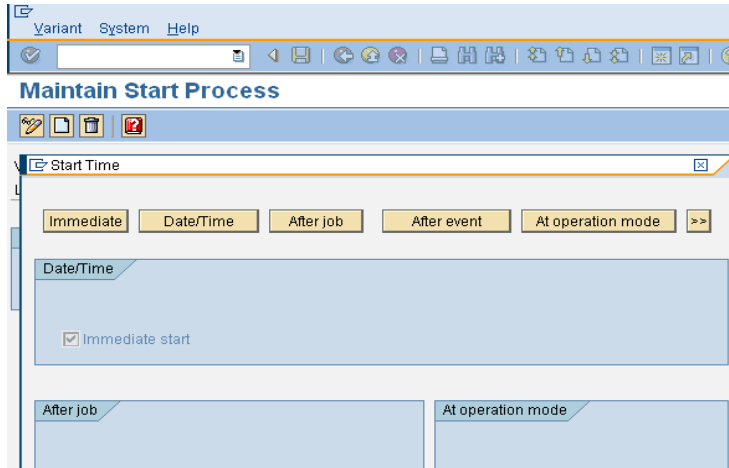 Variant System Help
Maintain Start Process
Start Time
Immediate Date/Time After job After event At operation mode >>
Date/Time
Immediate start
After job At operation mode